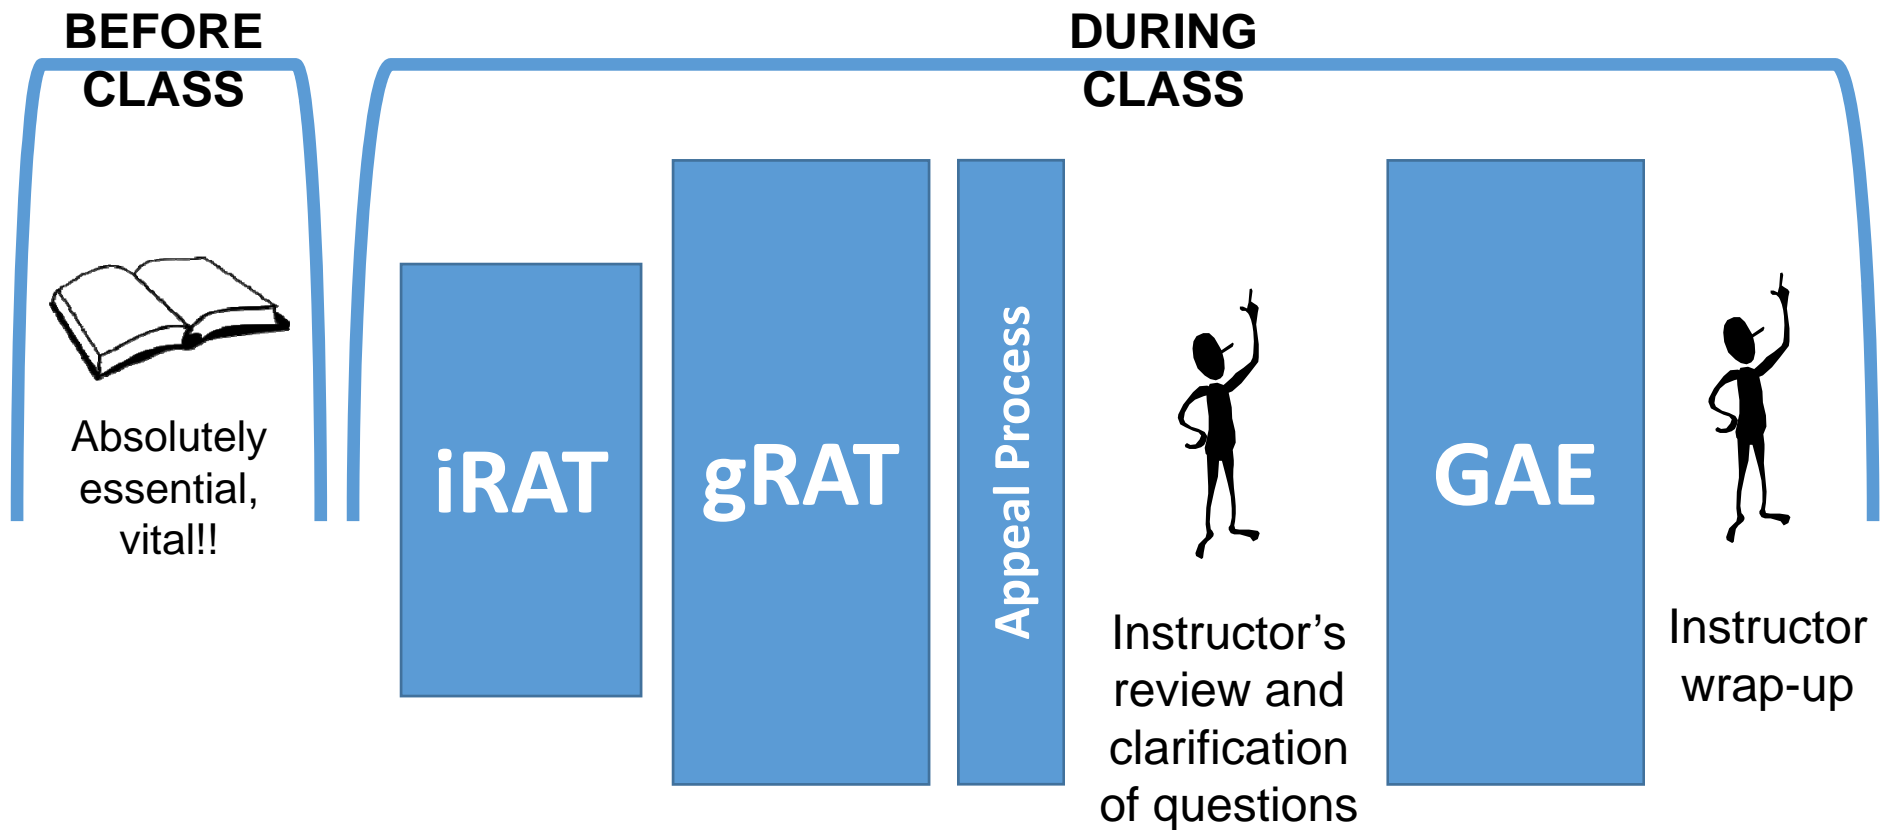 BEFORE
CLASS
Absolutely
essential,
vital!!
DURING
CLASS
iRAT
gRAT
Appeal Process
Instructor’s
review and
clarification
of questions
GAE
Instructor
wrap-up